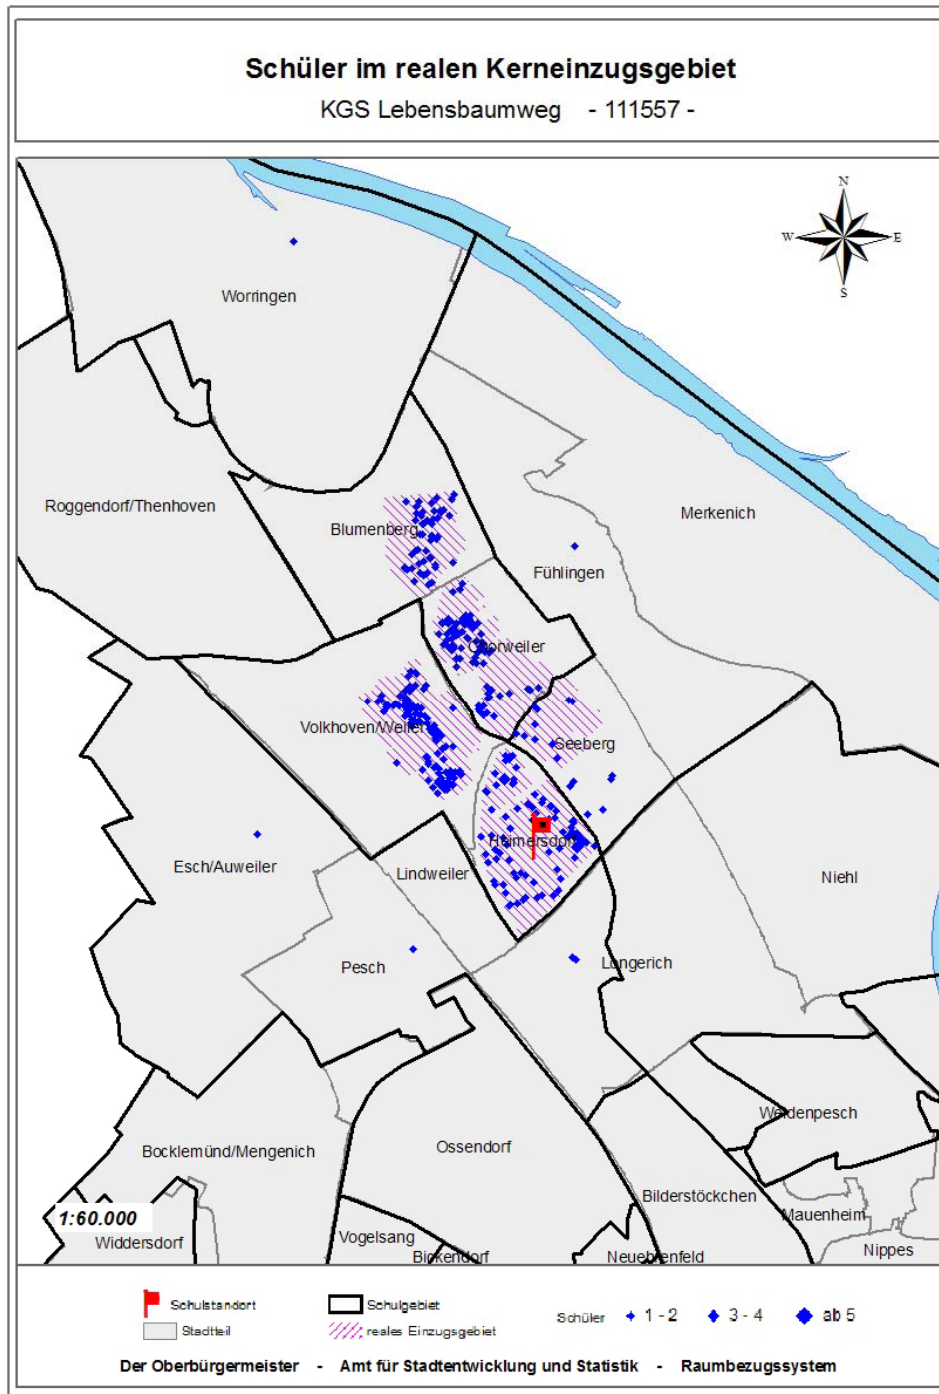 Schüler im realen Kerneinzugsgebiet
KGS Lebensbaumweg - 111557 -
N
W E
S
Worringen
Roggendorf/Thenhoven
Merkenich
Blumenberg
Fühlingen
Chorweiler
Volkhoven/Weiler
Seeberg
Heimersdorf
Esch/Auweiler
Lindweiler
Niehl
Pesch
Longerich
Weidenpesch
Ossendorf
Bocklemünd/Mengenich
Bilderstöckchen
Mauenheim
1:60.000
Widdersdorf
Vogelsang
Nippes
Bickendorf
Neuehrenfeld
Schulstandort
Schulgebiet
Schüler 1 - 2 3 - 4 ab 5
Stadtteil
reales Einzugsgebiet
Der Oberbürgermeister - Amt für Stadtentwicklung und Statistik - Raumbezugssystem